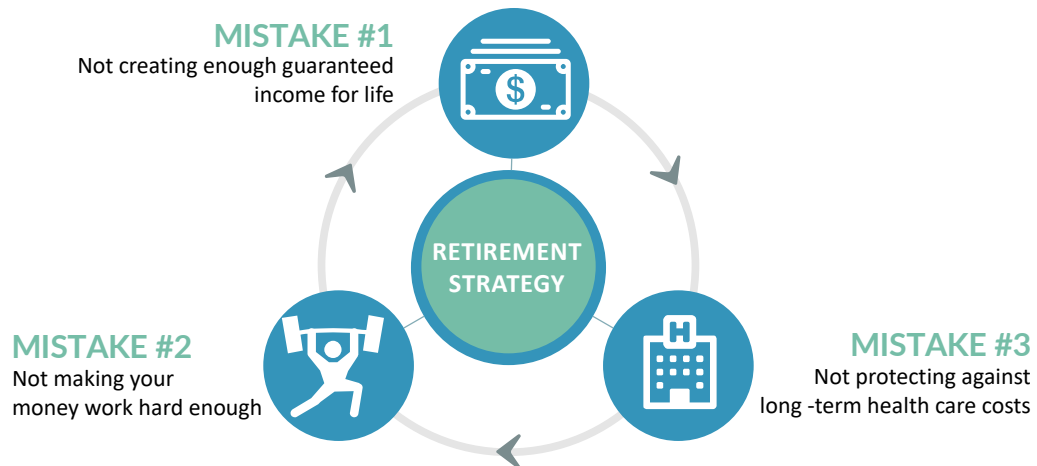 MISTAKE #1
Not creating enough guaranteed
income for life
$
RETIREMENT
STRATEGY
MISTAKE #2
Not making your
money work hard enough
H
MISTAKE #3
Not protecting against
long -term health care costs